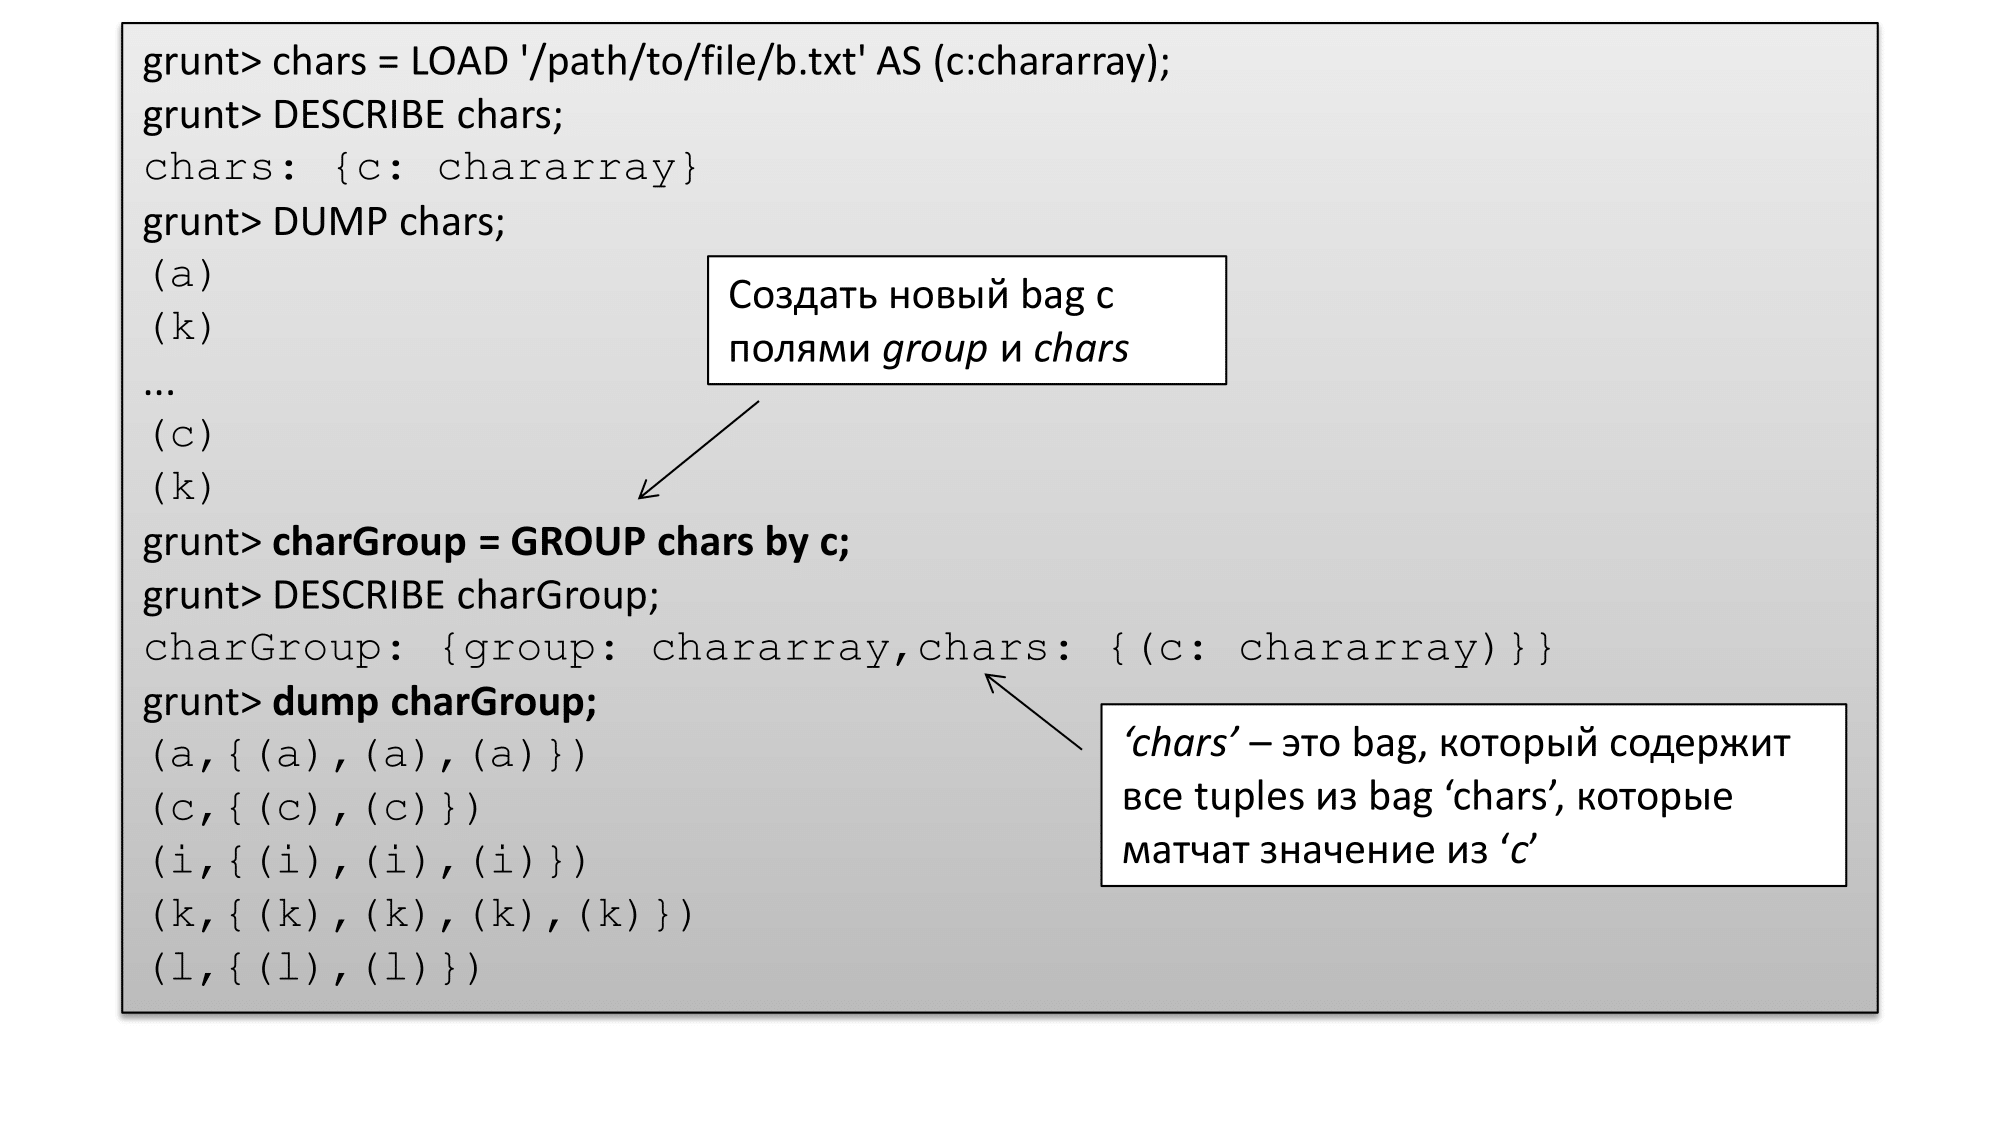 grunt> chars = LOAD '/path/to/file/b.txt' AS (c:chararray);
grunt> DESCRIBE chars;
chars: {c: chararray}
grunt> DUMP chars;
(a)
(k)
...
(c)
(k)
Создать новый bag с
полями group и chars
grunt> charGroup = GROUP chars by c;
grunt> DESCRIBE charGroup;
charGroup: {group: chararray,chars: {(c: chararray)}}
grunt> dump charGroup;
(a,{(a),(a),(a)})
(c,{(c),(c)})
(i,{(i),(i),(i)})
(k,{(k),(k),(k),(k)})
(l,{(l),(l)})
‘chars’ – это bag, который содержит
все tuples из bag ‘chars’, которые
матчат значение из ‘c’